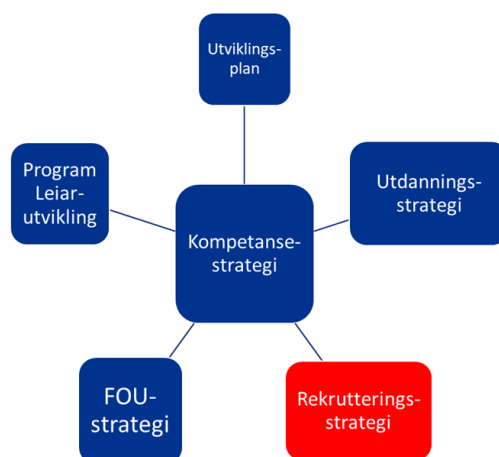 Utviklings-
plan
Program
Leiar-
utvikling
Utdannings-
strategi
Kompetanse-
strategi
FOU-
strategi
Rekrutterings-
strategi